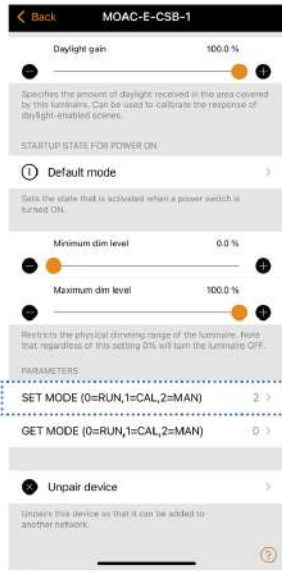 Back
MOAC-E-CSB-1
Daylight gain
100.0 %
Specifies the amount of daylight received in the area covered
by this luminaire. Can be used to calibrate the response of
daylight-enabled scenes.
STARTUP STATE FOR POWER ON
Default mode
Sets the state that is activated when a power switch is
turned ON.
Minimum dim level
0.0 %
Maximum dim level
100.0 %
Restricts the physical dimming range of the luminaire. Note
that regardless of this setting 0% will turn the luminaire OFF.
PARAMETERS
SET MODE (0=RUN,1=CAL,2=MAN)
2
GET MODE (0=RUN,1=CAL,2=MAN)
0
Unpair device
Unpairs this device so that it can be added to
another network.
?